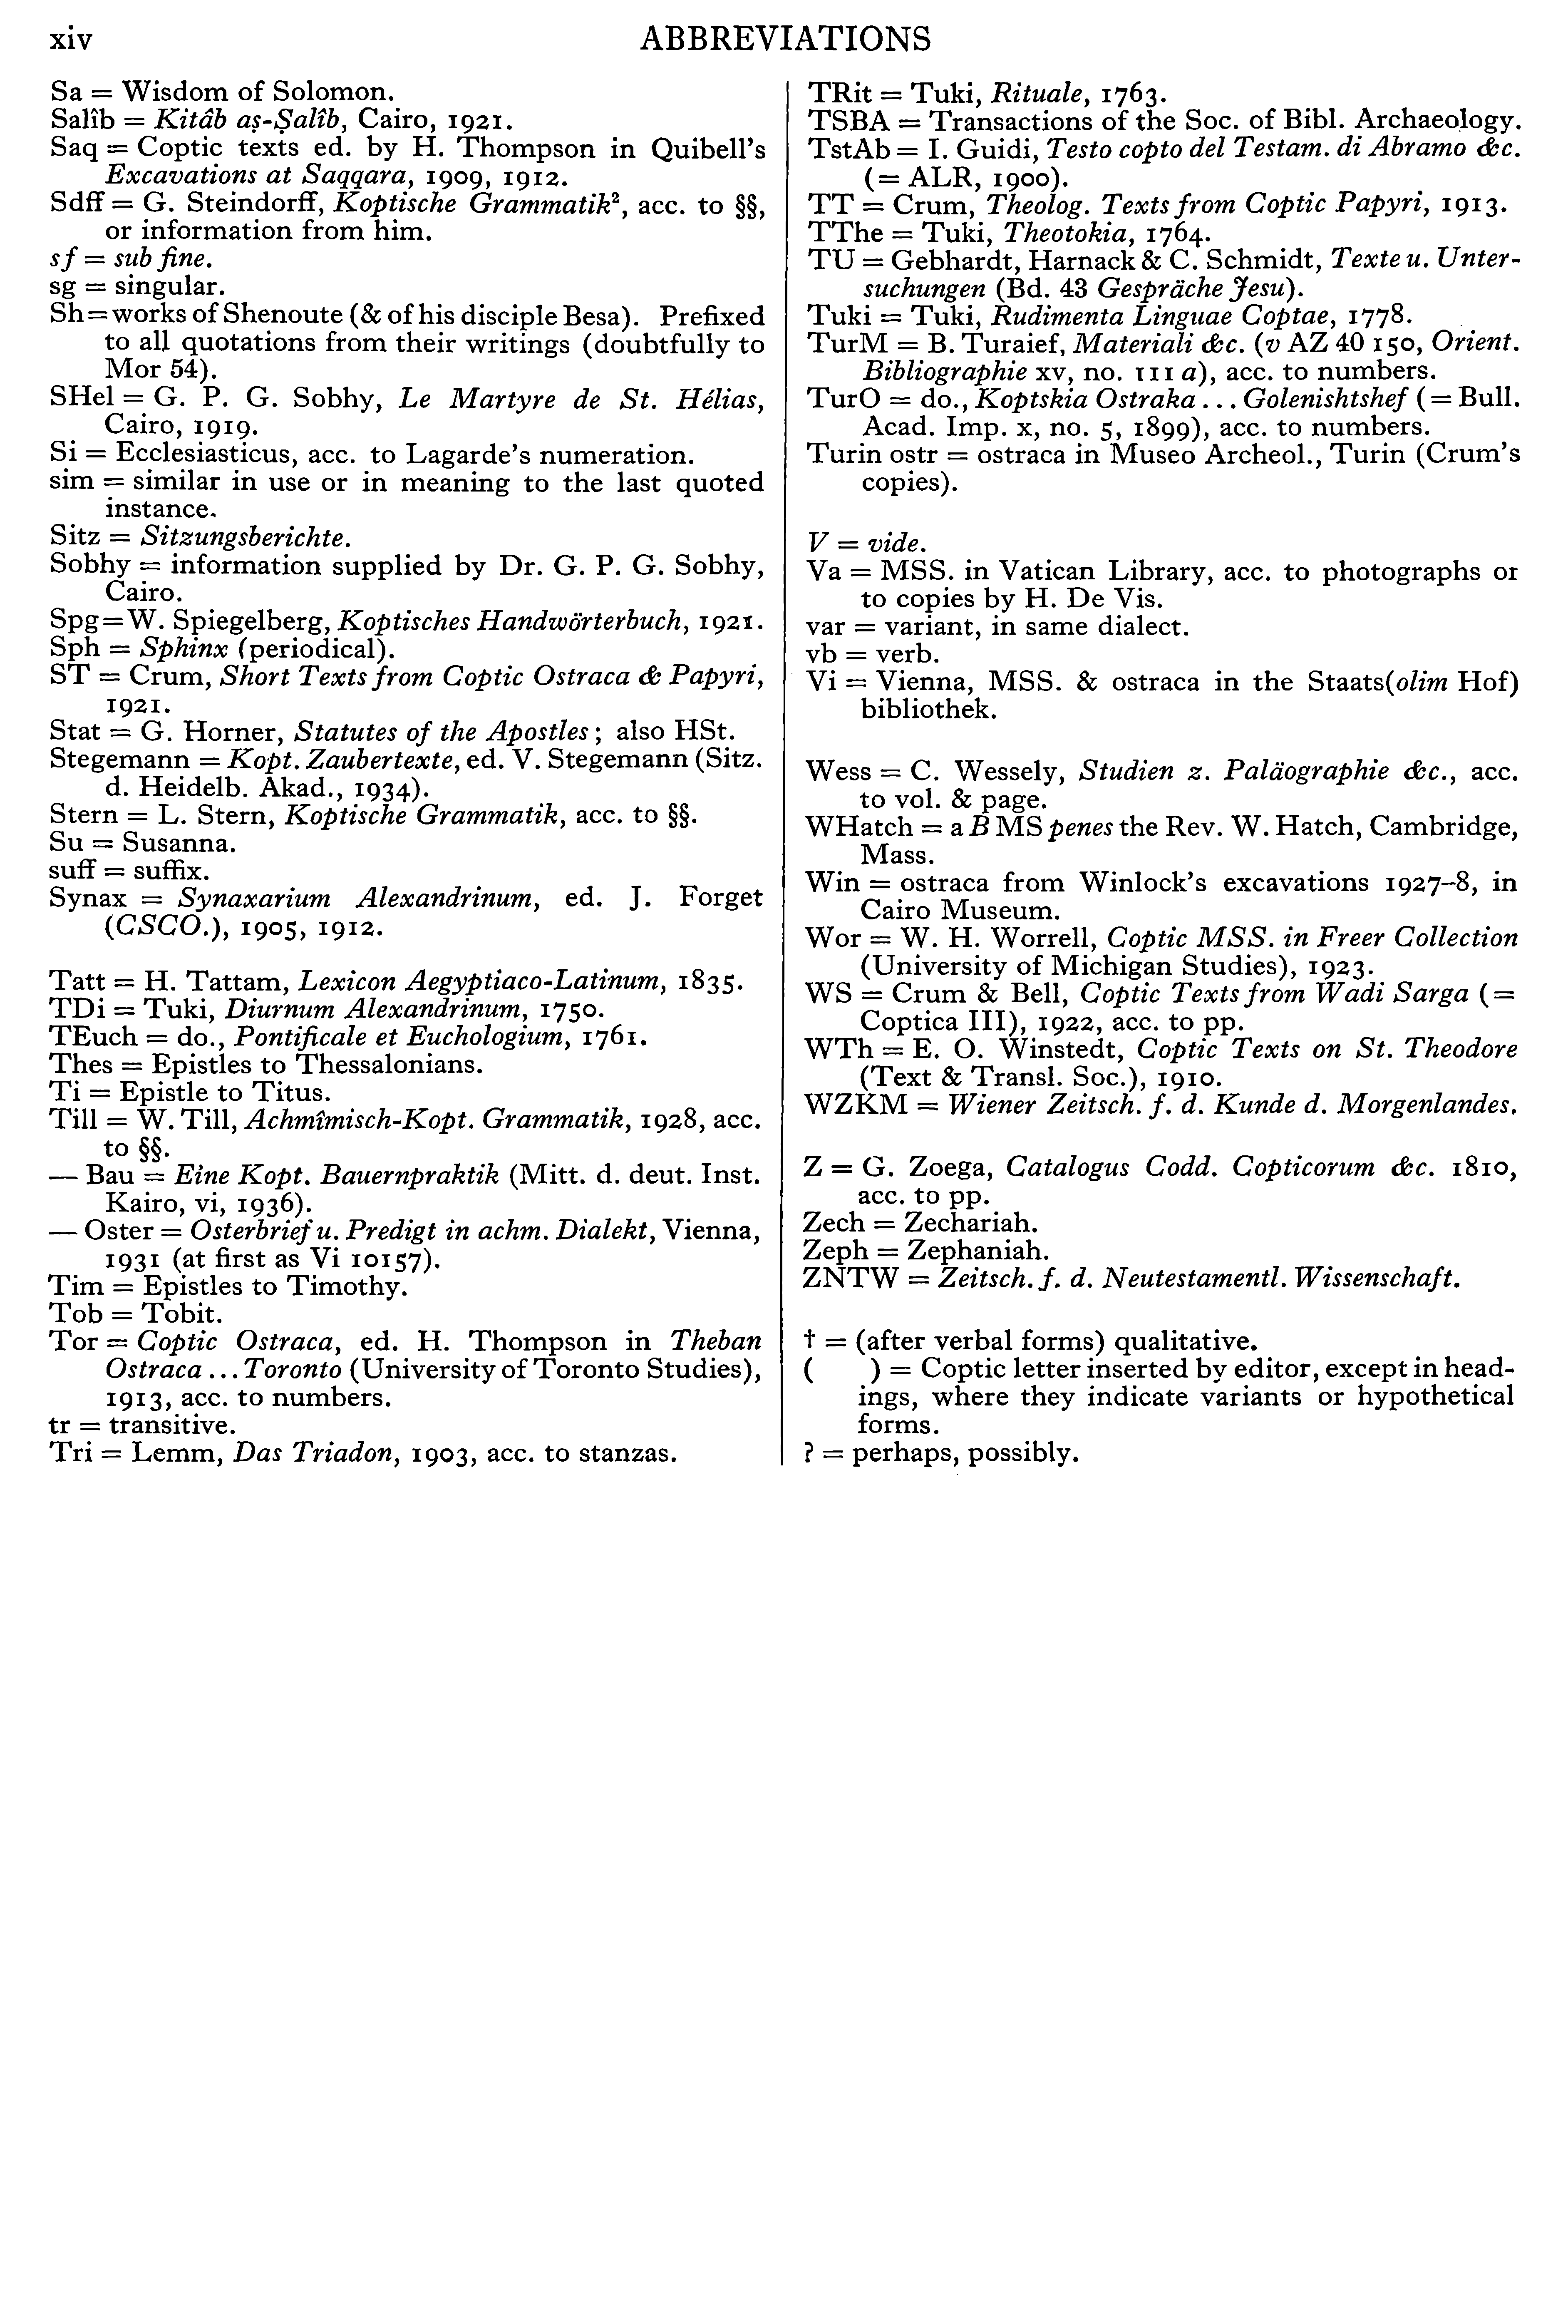 xiv
ABBREVIATIONS
Sa = Wisdom of Solomon.
Salîb = Kitâb aṣ-Ṣalîb, Cairo, 1921.
Saq = Coptic texts ed. by H. Thompson in Quibell's
Excavations at Saqqara, 1909, 1912.
Sdff = G. Steindorff, Koptische Grammatik², acc. to §§,
or information from him.
sf = sub fine.
sg = singular.
Sh=works of Shenoute (& of his disciple Besa). Prefixed
to all quotations from their writings (doubtfully to
Mor 54).
SHel = G. P. G. Sobhy, Le Martyre de St. Hélias,
Cairo, 1919.
Si = Ecclesiasticus, acc. to Lagarde's numeration.
sim = similar in use or in meaning to the last quoted
instance.
Sitz = Sitzungsberichte.
Sobhy = information supplied by Dr. G. P. G. Sobhy,
Cairo.
Spg=W. Spiegelberg, Koptisches Handwörterbuch, 1921.
Sph = Sphinx (periodical).
ST = Crum, Short Texts from Coptic Ostraca & Papyri,
1921.
Stat = G. Horner, Statutes of the Apostles; also HSt.
Stegemann = Kopt. Zaubertexte, ed. V. Stegemann (Sitz.
d. Heidelb. Akad., 1934).
Stern = L. Stern, Koptische Grammatik, acc. to §§.
Su = Susanna.
suff = suffix.
Synax = Synaxarium Alexandrinum, ed. J. Forget
(CSCO.), 1905, 1912.
Tatt = H. Tattam, Lexicon Aegyptiaco-Latinum, 1835.
TDi = Tuki, Diurnum Alexandrinum, 1750.
TEuch = do., Pontificale et Euchologium, 1761.
Thes = Epistles to Thessalonians.
Ti = Epistle to Titus.
Till = W. Till, Achmîmisch-Kopt. Grammatik, 1928, acc.
to §§.
— Bau = Eine Kopt. Bauernpraktik (Mitt. d. deut. Inst.
Kairo, vi, 1936).
— Oster = Osterbrief u. Predigt in achm. Dialekt, Vienna,
1931 (at first as Vi 10157).
Tim = Epistles to Timothy.
Tob = Tobit.
Tor = Coptic Ostraca, ed. H. Thompson in Theban
Ostraca ... Toronto (University of Toronto Studies),
1913, acc. to numbers.
tr = transitive.
Tri = Lemm, Das Triadon, 1903, acc. to stanzas.
TRit = Tuki, Rituale, 1763.
TSBA = Transactions of the Soc. of Bibl. Archaeology.
TstAb = I. Guidi, Testo copto del Testam. di Abramo &c.
(= ALR, 1900).
TT = Crum, Theolog. Texts from Coptic Papyri, 1913.
TThe = Tuki, Theotokia, 1764.
TU = Gebhardt, Harnack & C. Schmidt, Texte u. Unter-
suchungen (Bd. 43 Gespräche Jesu).
Tuki = Tuki, Rudimenta Linguae Coptae, 1778.
TurM = B. Turaief, Materiali &c. (v AZ 40 150, Orient.
Bibliographie xv, no. 111 a), acc. to numbers.
TurO = do., Koptskia Ostraka ... Golenishtshef (= Bull.
Acad. Imp. x, no. 5, 1899), acc. to numbers.
Turin ostr = ostraca in Museo Archeol., Turin (Crum's
copies).
V = vide.
Va = MSS. in Vatican Library, acc. to photographs or
to copies by H. De Vis.
var = variant, in same dialect.
vb = verb.
Vi = Vienna, MSS. & ostraca in the Staats(olim Hof)
bibliothek.
Wess = C. Wessely, Studien z. Paläographie &c., acc.
to vol. & page.
WHatch = a B MS penes the Rev. W. Hatch, Cambridge,
Mass.
Win = ostraca from Winlock's excavations 1927–8, in
Cairo Museum.
Wor = W. H. Worrell, Coptic MSS. in Freer Collection
(University of Michigan Studies), 1923.
WS = Crum & Bell, Coptic Texts from Wadi Sarga (=
Coptica III), 1922, acc. to pp.
WTh = E. O. Winstedt, Coptic Texts on St. Theodore
(Text & Transl. Soc.), 1910.
WZKM = Wiener Zeitsch. f. d. Kunde d. Morgenlandes.
Z = G. Zoega, Catalogus Codd. Copticorum &c. 1810,
acc. to pp.
Zech = Zechariah.
Zeph = Zephaniah.
ZNTW = Zeitsch. f. d. Neutestamentl. Wissenschaft.
† = (after verbal forms) qualitative.
( ) = Coptic letter inserted by editor, except in head-
ings, where they indicate variants or hypothetical
forms.
? = perhaps, possibly.